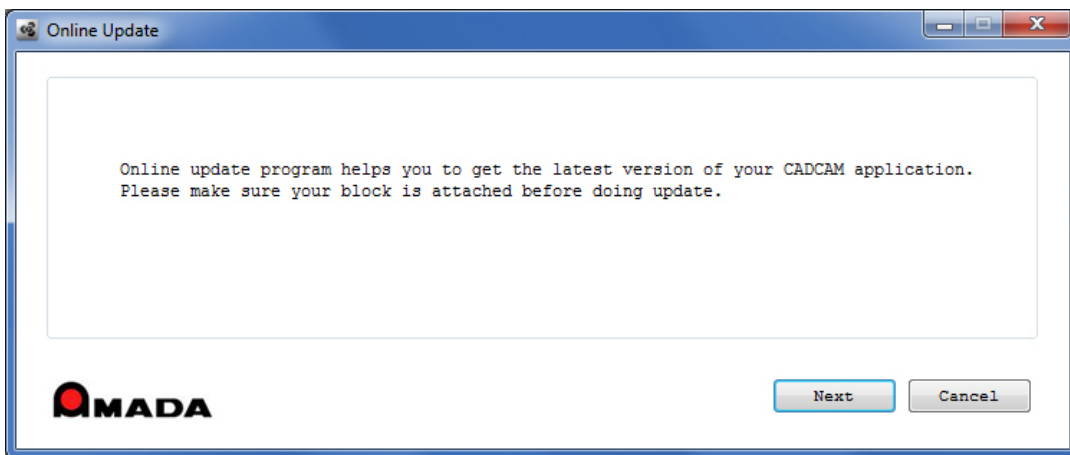 Online Update
Online update program helps you to get the latest version of your CADCAM application.
Please make sure your block is attached before doing update.
AMADA
Next
Cancel